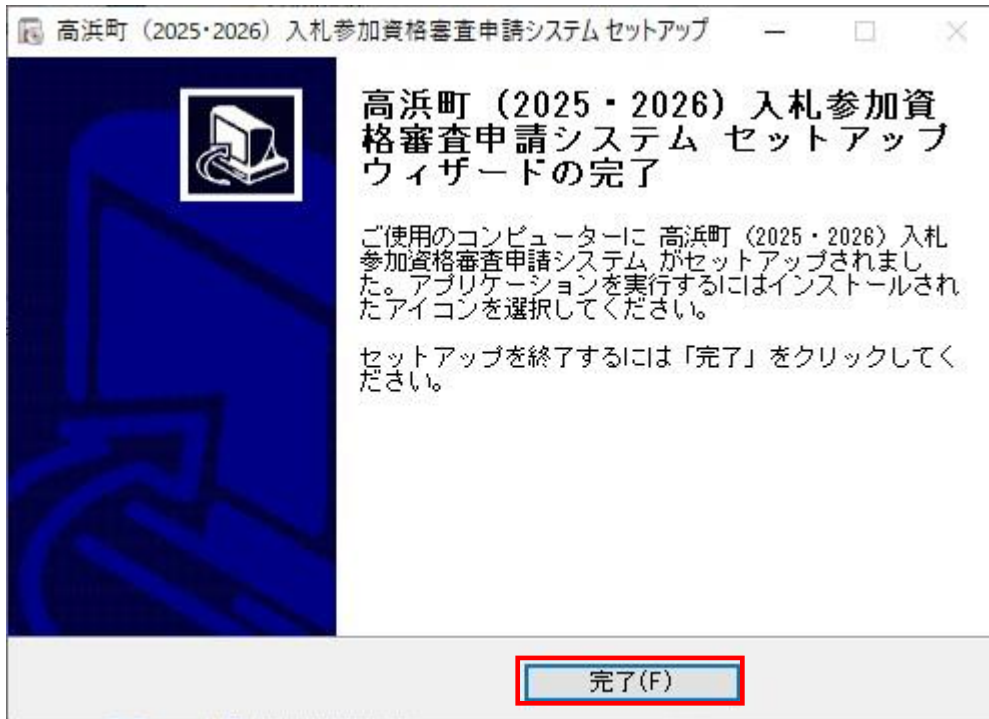 高浜町（2025・2026）入札参加資格審査申請システム セットアップ
高浜町（2025・2026）入札参加資
格審査申請システム セットアップ
ウィザードの完了
ご使用のコンピューターに 高浜町（2025・2026）入札
参加資格審査申請システム がセットアップされまし
た。アプリケーションを実行するにはインストールされ
たアイコンを選択してください。
セットアップを終了するには「完了」をクリックしてく
ださい。
完了(F)